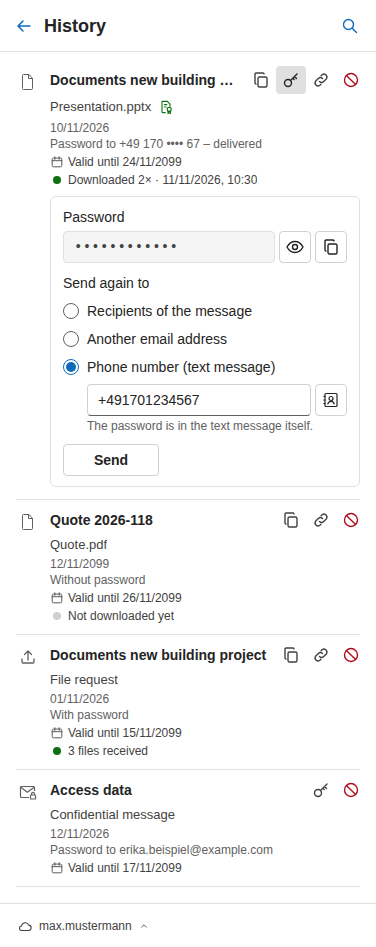 History
Documents new building …
Presentation.pptx
10/11/2026
Password to +49 170 •••• 67 – delivered
Valid until 24/11/2099
Downloaded 2× · 11/11/2026, 10:30
Password
••••••••••••
Send again to
Recipients of the message
Another email address
Phone number (text message)
+491701234567
The password is in the text message itself.
Send
Quote 2026-118
Quote.pdf
12/11/2099
Without password
Valid until 26/11/2099
Not downloaded yet
Documents new building project
File request
01/11/2026
With password
Valid until 15/11/2099
3 files received
Access data
Confidential message
12/11/2026
Password to erika.beispiel@example.com
Valid until 17/11/2099
max.mustermann